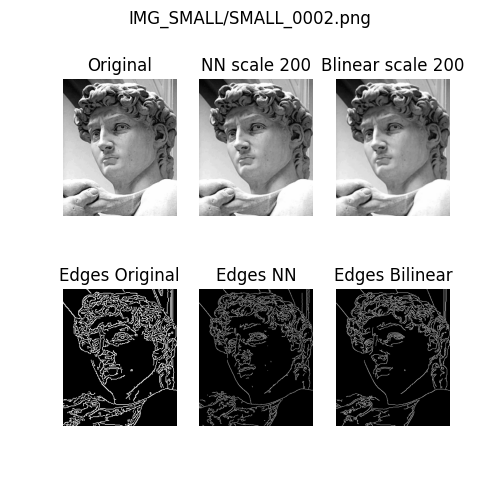 IMG_SMALL/SMALL_0002.png
Original
NN scale 200
Blinear scale 200
Edges Original
Edges NN
Edges Bilinear